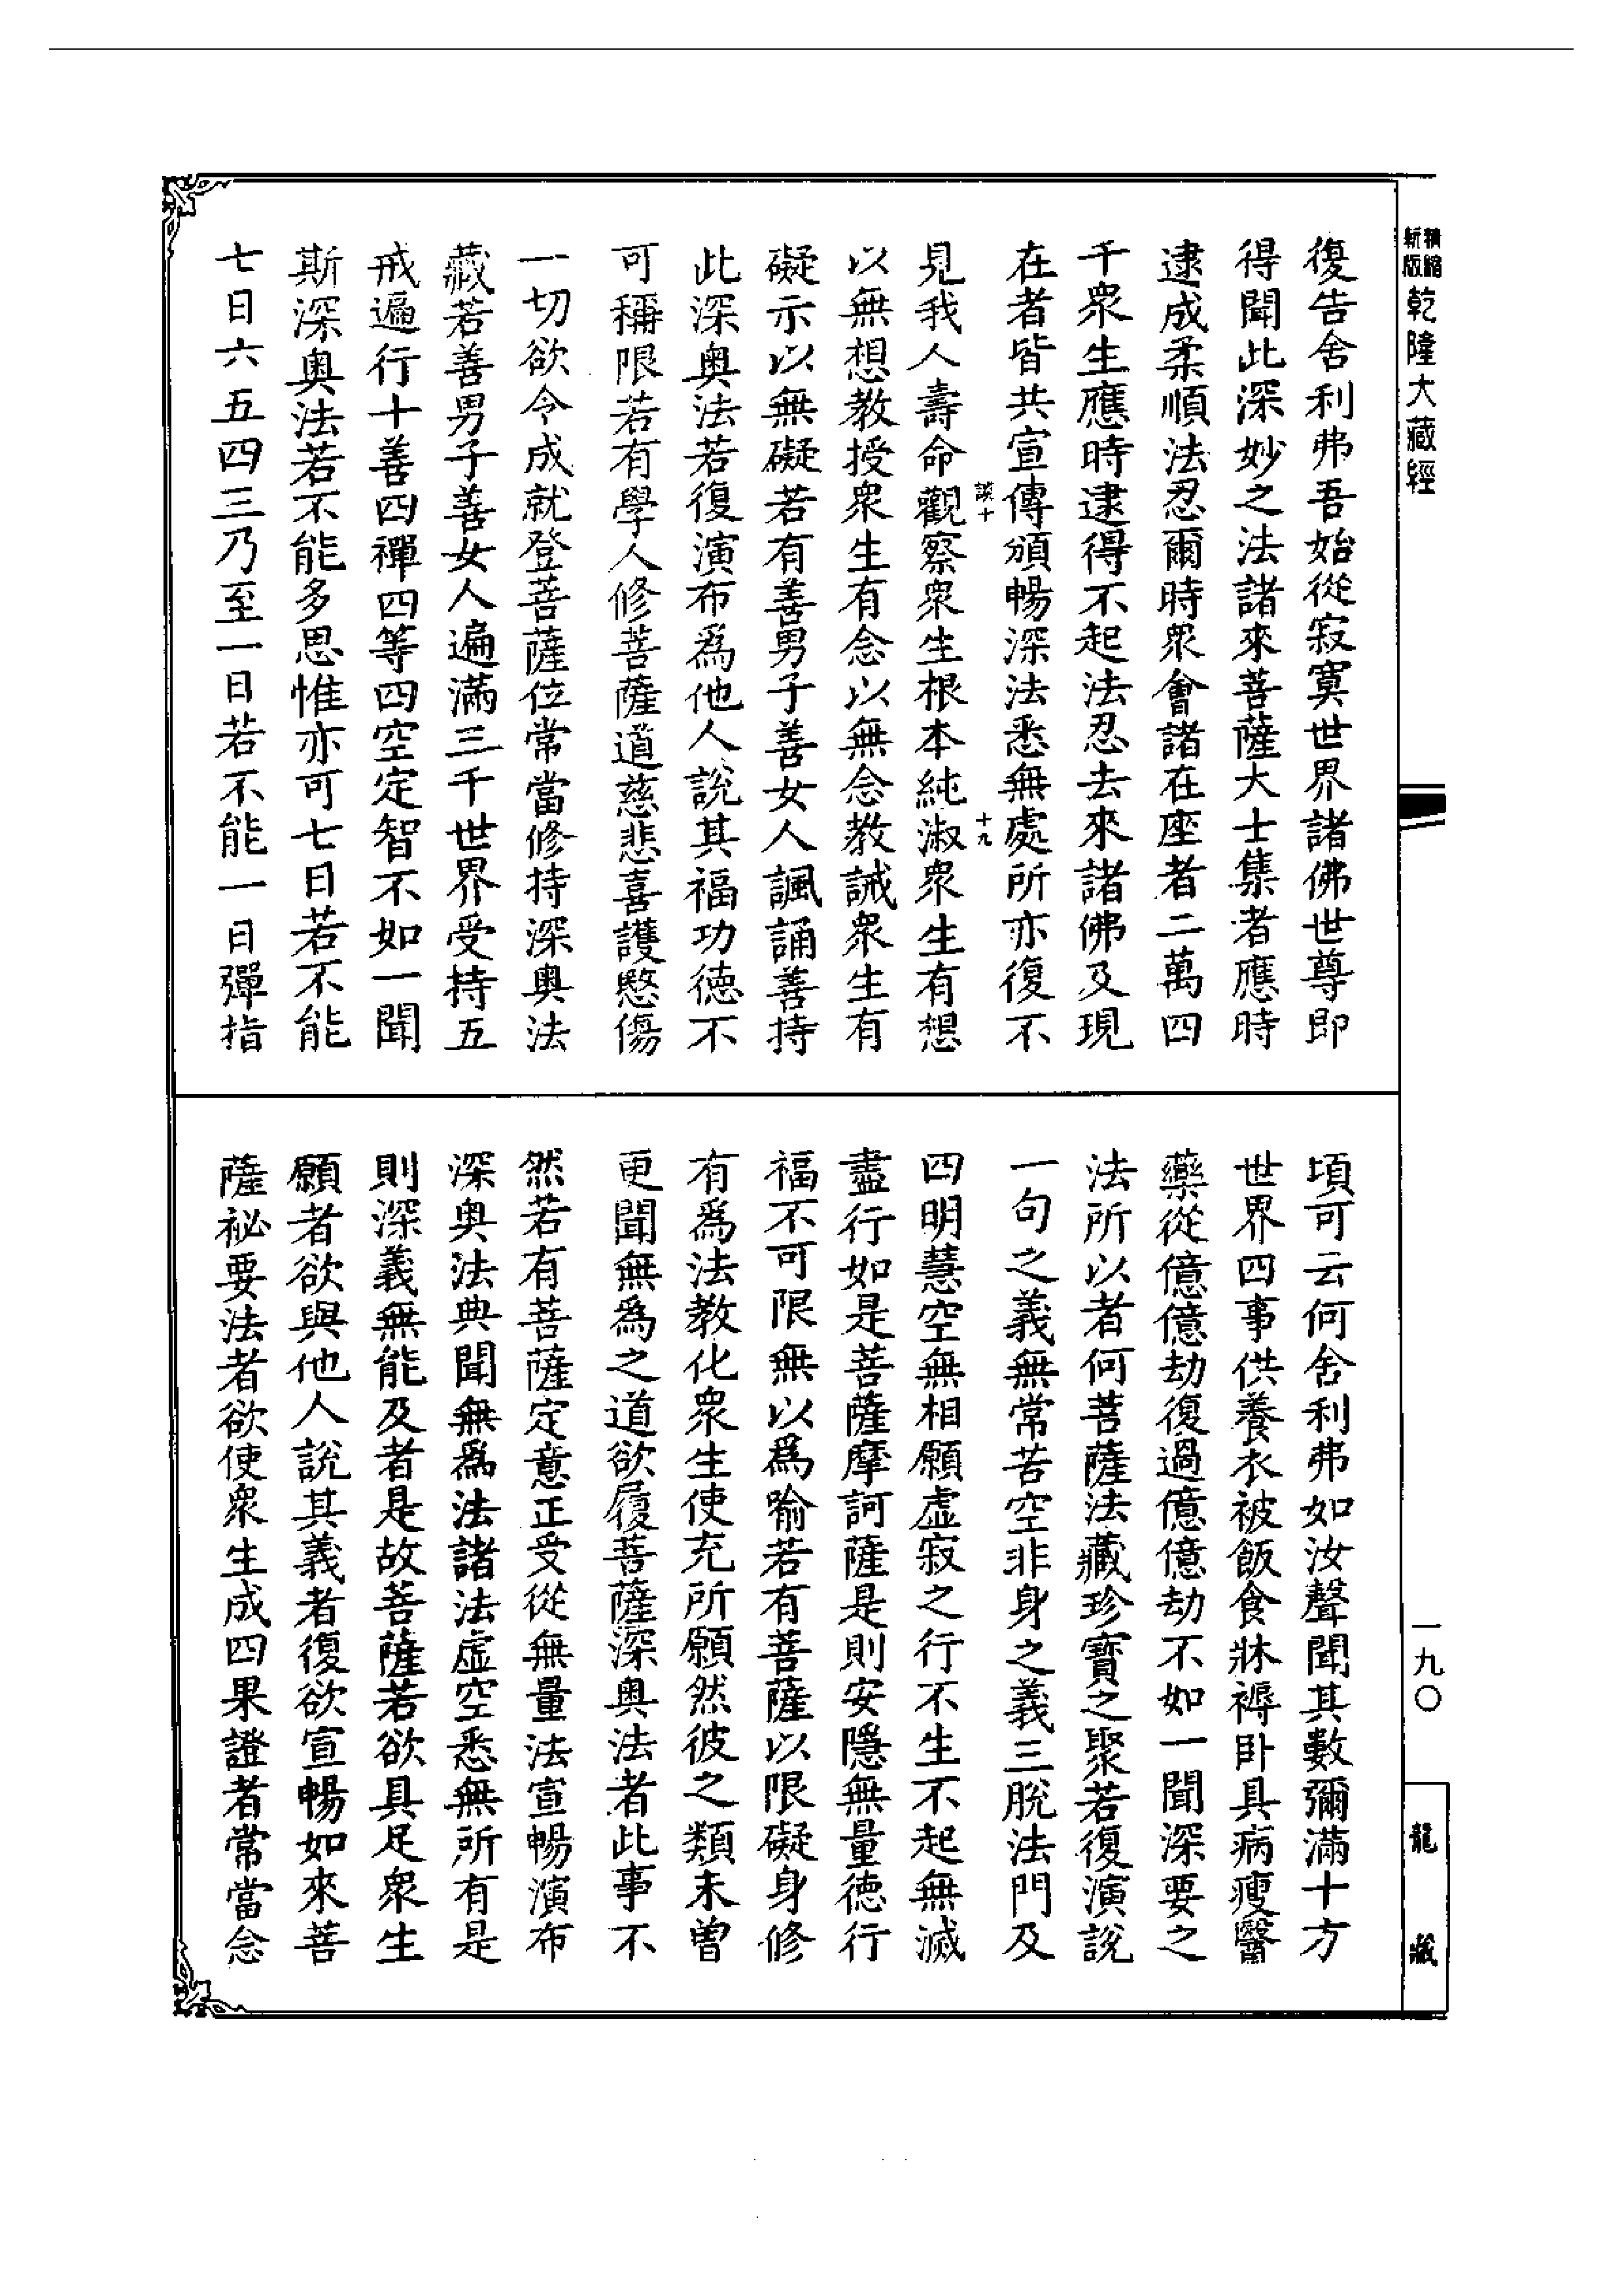 精縮新版乾隆大藏經
復告舍利弗吾始從寂寞世界諸佛世尊即
得聞此深妙之法諸來菩薩大士集者應時
逮成柔順法忍爾時眾會諸在座者二萬四
千眾生應時逮得不起法忍去來諸佛及現
在者皆共宣傳頒暢深法悉無處所亦復不
談十
十九
見我人壽命觀察眾生根本純淑眾生有想
以無想教授眾生有念以無念教誡眾生有
礙示以無礙若有善男子善女人諷誦善持
此深奧法若復演布為他人說其福功德不
可稱限若有學人修菩薩道慈悲喜護愍傷
一切欲令成就登菩薩位常當修持深奧法
藏若善男子善女人遍滿三千世界受持五
戒遍行十善四禪四等四空定智不如一聞
斯深奧法若不能多思惟亦可七日若不能
七日六五四三乃至一日若不能一日彈指
頃可云何舍利弗如汝聲聞其數彌滿十方
世界四事供養衣被飯食牀褥臥具病瘦醫
藥從億億劫復過億億劫不如一聞深要之
法所以者何菩薩法藏珍寶之聚若復演說
一句之義無常苦空非身之義三脫法門及
四明慧空無相願虛寂之行不生不起無滅
盡行如是菩薩摩訶薩是則安隱無量德行
福不可限無以為喻若有菩薩以限礙身修
有為法教化眾生使充所願然彼之類未曾
更聞無為之道欲履菩薩深奧法者此事不
然若有菩薩定意正受從無量法宣暢演布
深奧法典聞無為法諸法虛空悉無所有是
則深義無能及者是故菩薩若欲具足眾生
願者欲與他人說其義者復欲宣暢如來菩
薩祕要法者欲使眾生成四果證者常當念
一九〇
龍藏